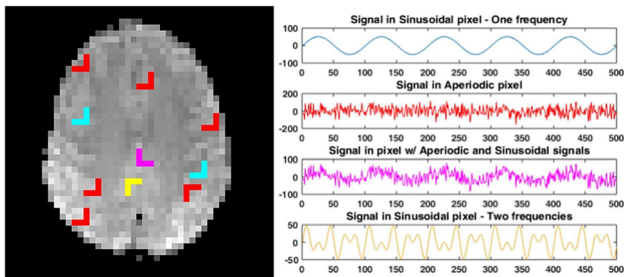 Signal in Sinusoidal pixel - One frequency
100
0
-100
0 50 100 150 200 250 300 350 400 450 500
Signal in Aperiodic pixel
200
0
-200
0 50 100 150 200 250 300 350 400 450 500
Signal in pixel w/ Aperiodic and Sinusoidal signals
100
0
-100
0 50 100 150 200 250 300 350 400 450 500
Signal in Sinusoidal pixel - Two frequencies
50
0
-50
0 50 100 150 200 250 300 350 400 450 500